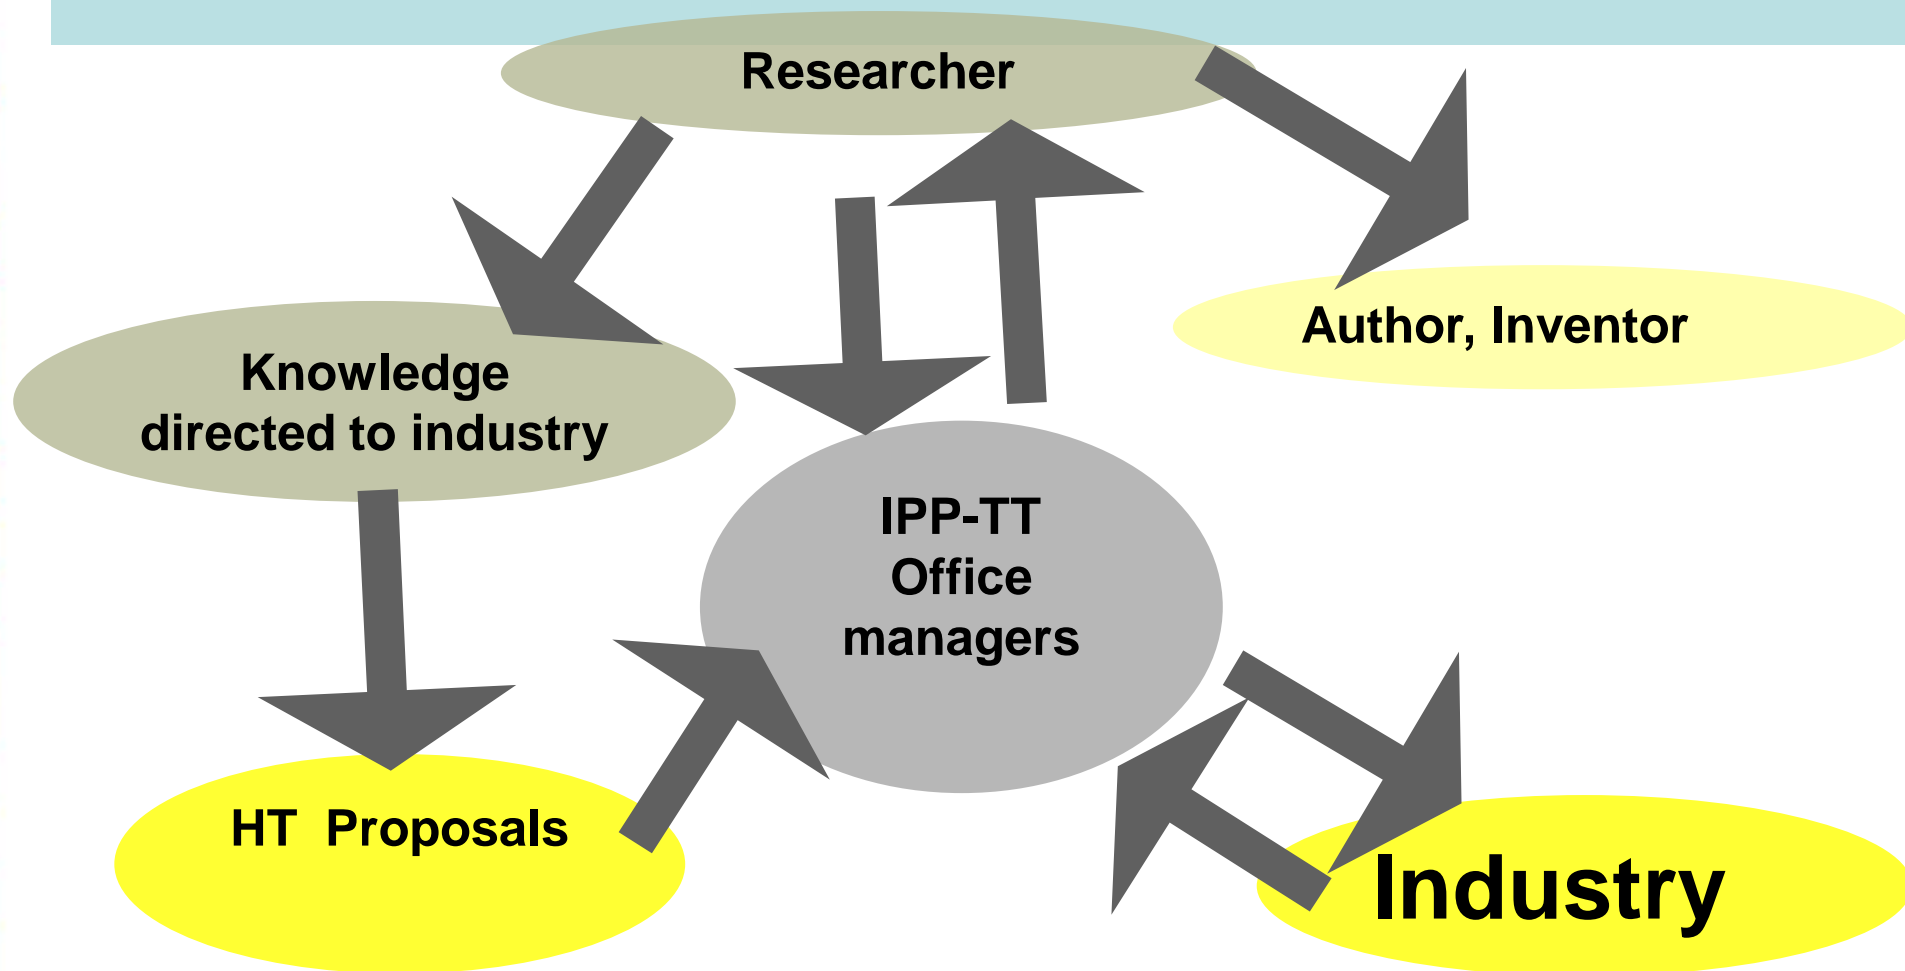 Researcher
Author, Inventor
Knowledge
directed to industry
IPP-TT
Office
managers
HT  Proposals
Industry